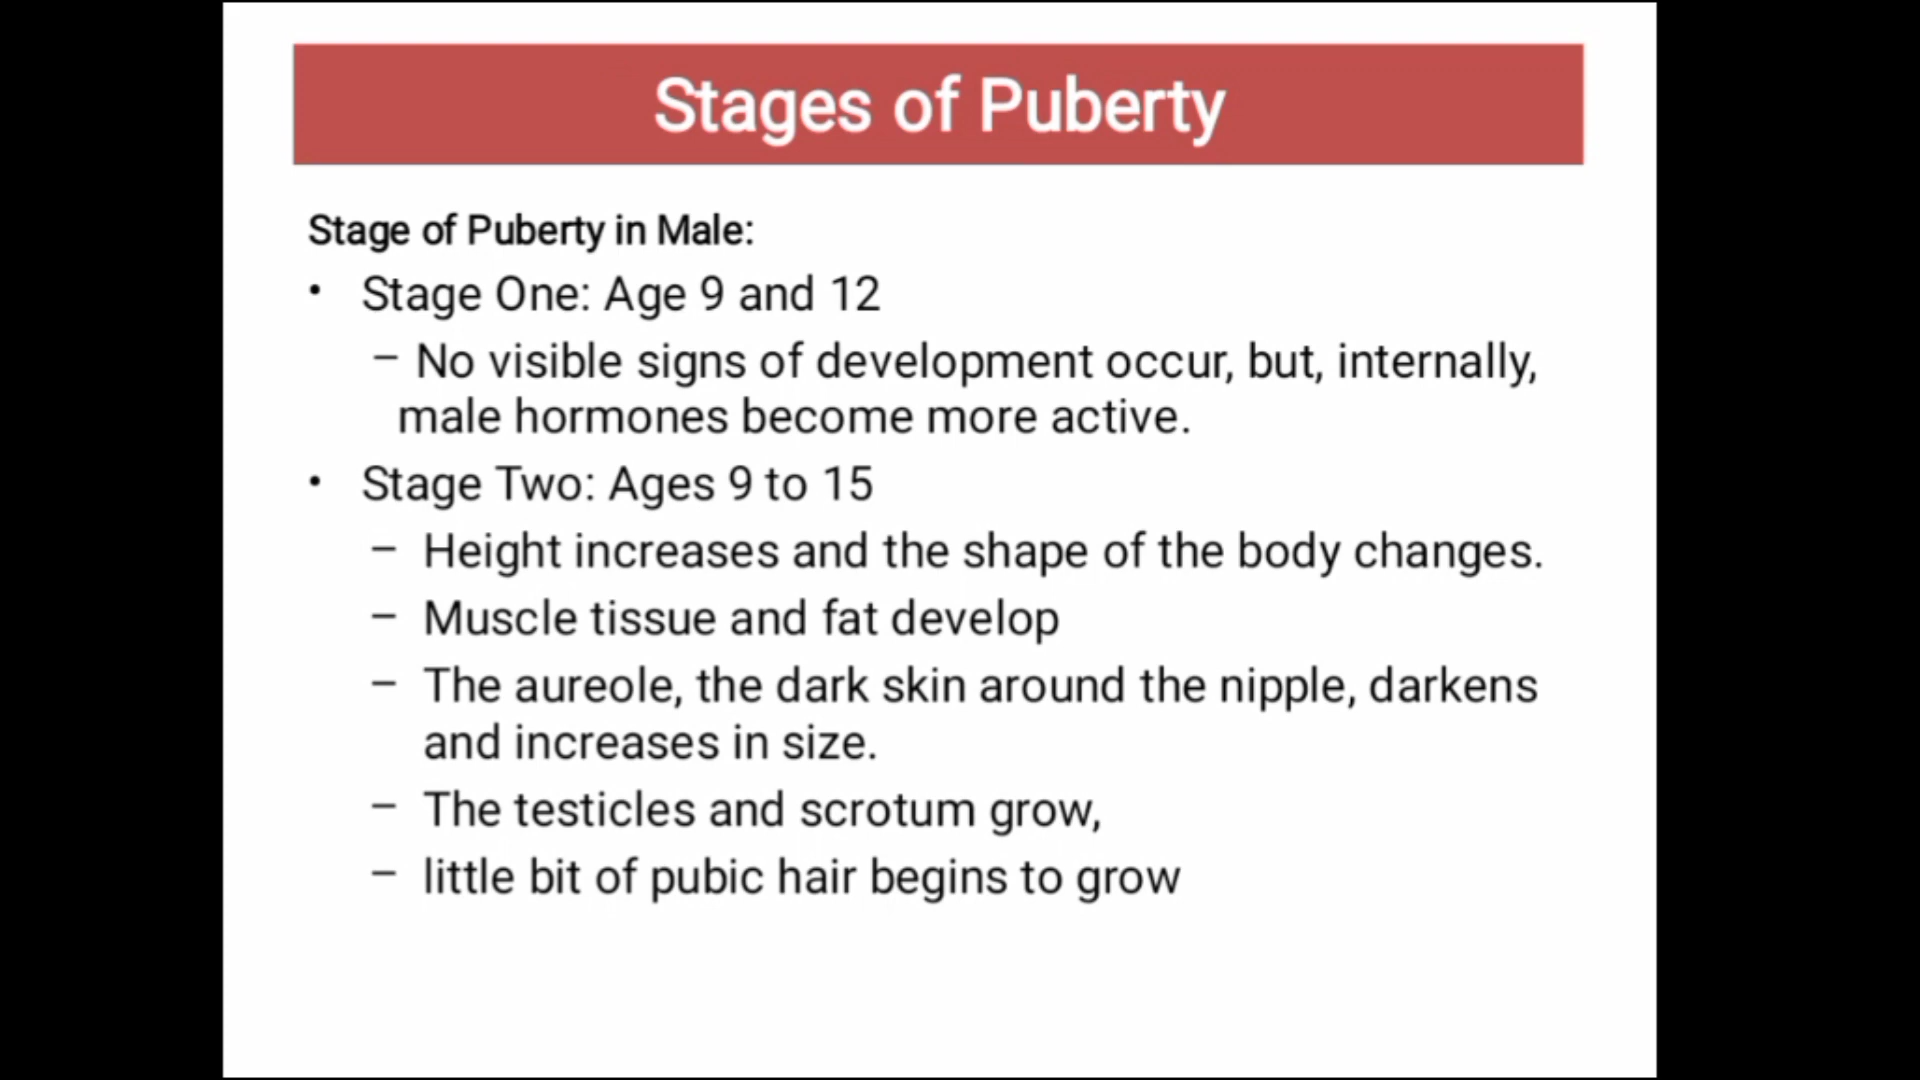 Stages of Puberty
Stage of Puberty in Male:
• Stage One: Age 9 and 12
– No visible signs of development occur, but, internally,
male hormones become more active.
• Stage Two: Ages 9 to 15
– Height increases and the shape of the body changes.
– Muscle tissue and fat develop
– The aureole, the dark skin around the nipple, darkens
and increases in size.
– The testicles and scrotum grow,
– little bit of pubic hair begins to grow